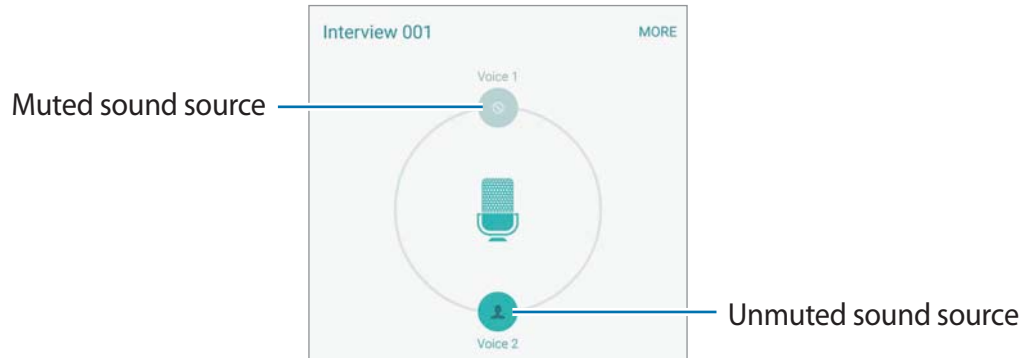 Interview 001 MORE
Voice 1
Muted sound source
Unmuted sound source
Voice 2